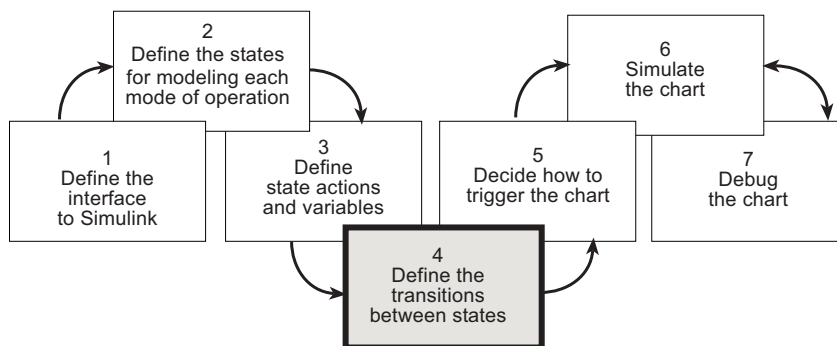 1
Define the
interface
to Simulink
2
Define the states
for modeling each
mode of operation
3
Define
state actions
and variables
4
Define the
transitions
between states
5
Decide how to
trigger the chart
6
Simulate
the chart
7
Debug
the chart